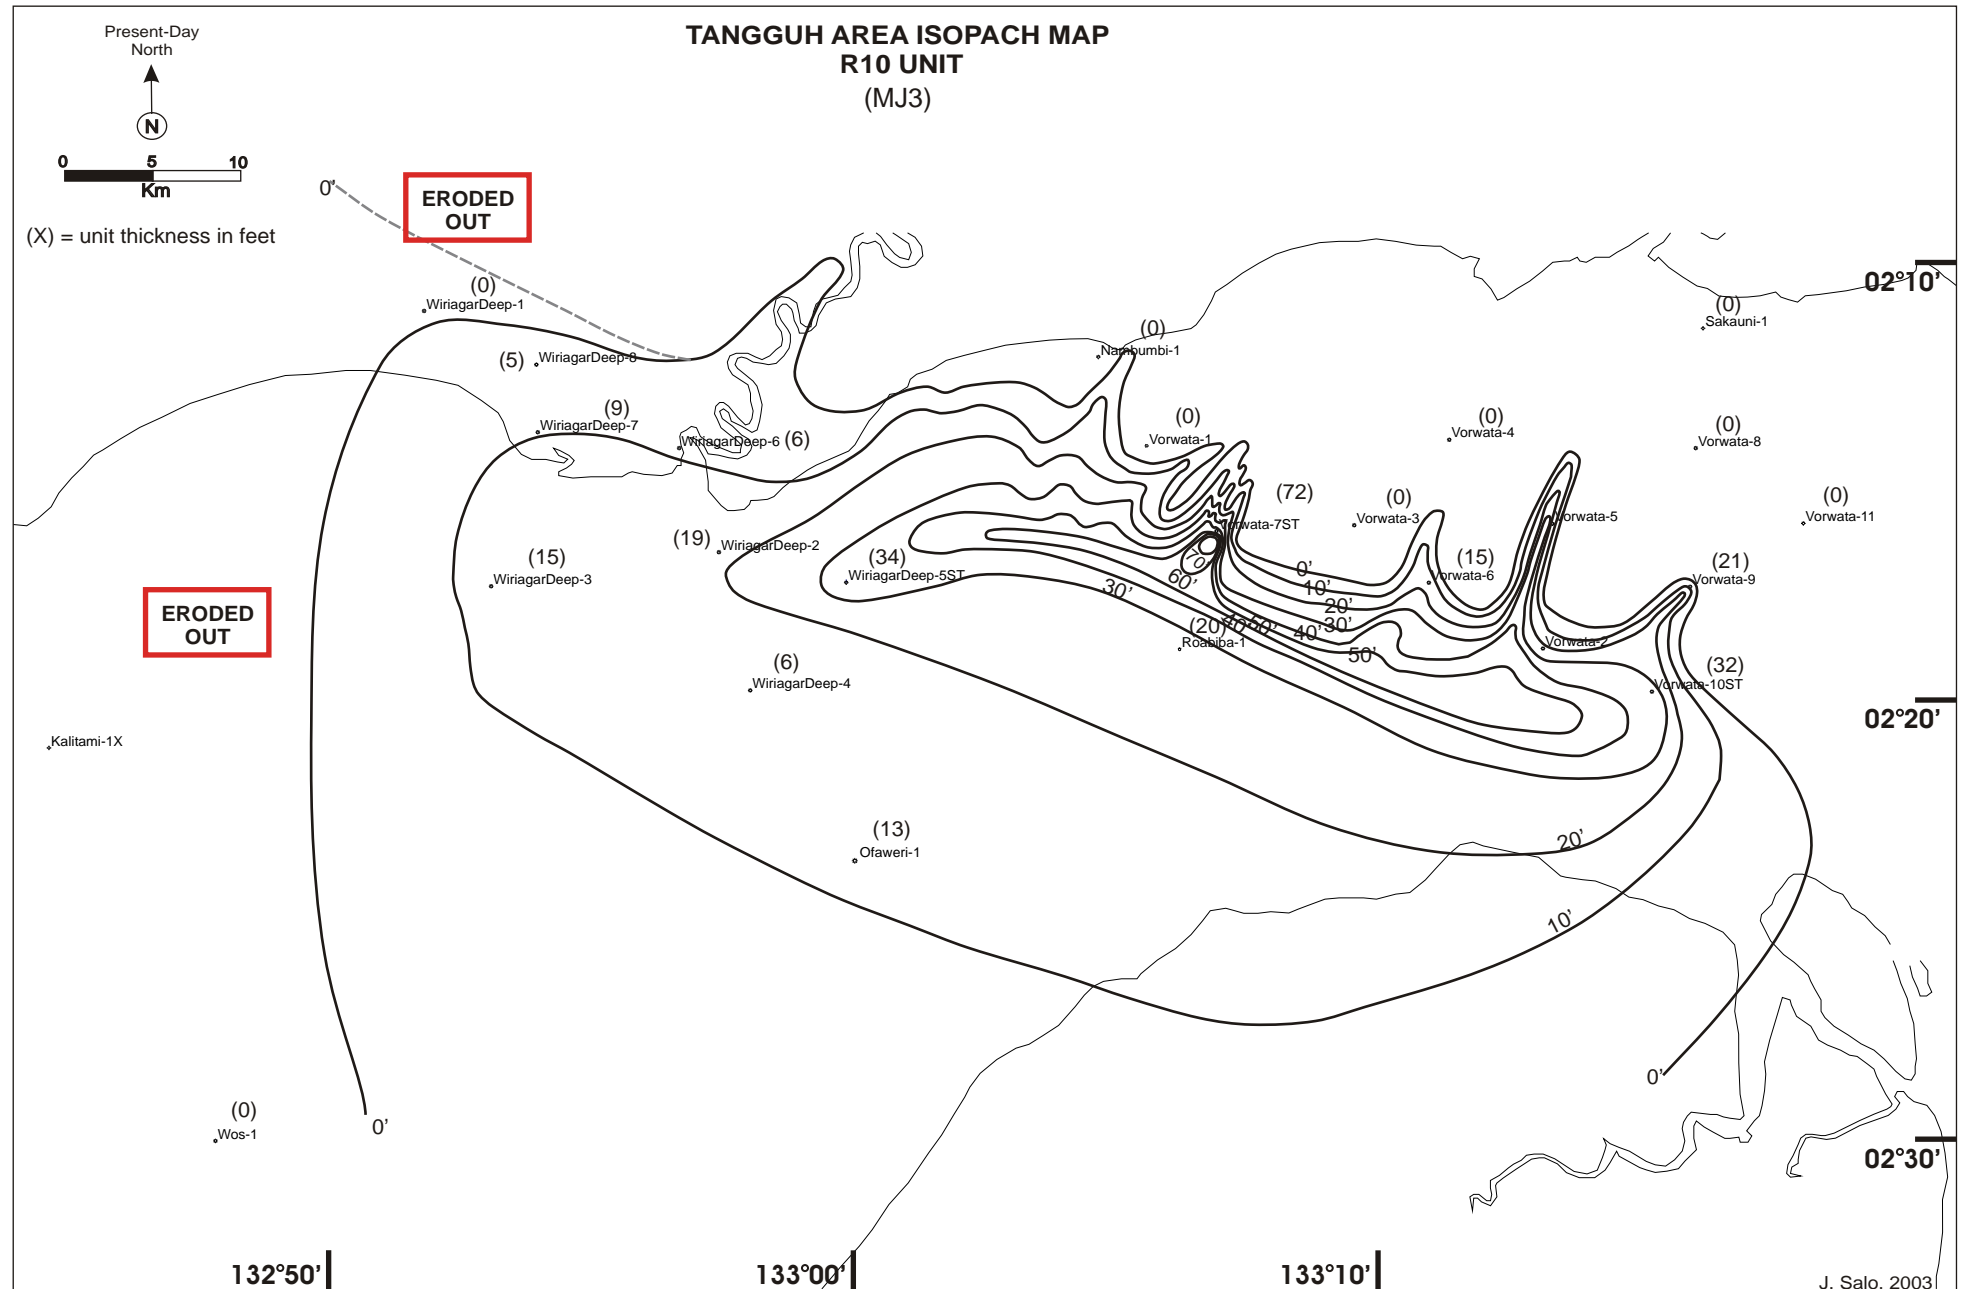 TANGGUH AREA ISOPACH MAP
R10 UNIT
(MJ3)
Present-Day
North
N
0 5 10
Km
(X) = unit thickness in feet
0'
ERODED
OUT
02°10'
(0)
WiriagarDeep-1
(0)
Sakauni-1
(0)
Nambumbi-1
(5)
WiriagarDeep-8
(9)
WiriagarDeep-7
WiriagarDeep-6 (6)
(0)
Vorwata-1
(0)
Vorwata-4
(0)
Vorwata-8
(72)
Vorwata-7ST
(0)
Vorwata-3
Vorwata-5
(0)
Vorwata-11
(19)
WiriagarDeep-2
(15)
WiriagarDeep-3
(34)
WiriagarDeep-5ST
70
60'
30'
0'
10'
20'
30'
40'
50'
(15)
Vorwata-6
(21)
Vorwata-9
ERODED
OUT
(20)
40'
50'
Roabiba-1
Vorwata-2
(6)
WiriagarDeep-4
(32)
Vorwata-10ST
02°20'
Kalitami-1X
(13)
Ofaweri-1
20'
10'
0'
(0)
Wos-1
0'
02°30'
132°50'
133°00'
133°10'
J. Salo, 2003